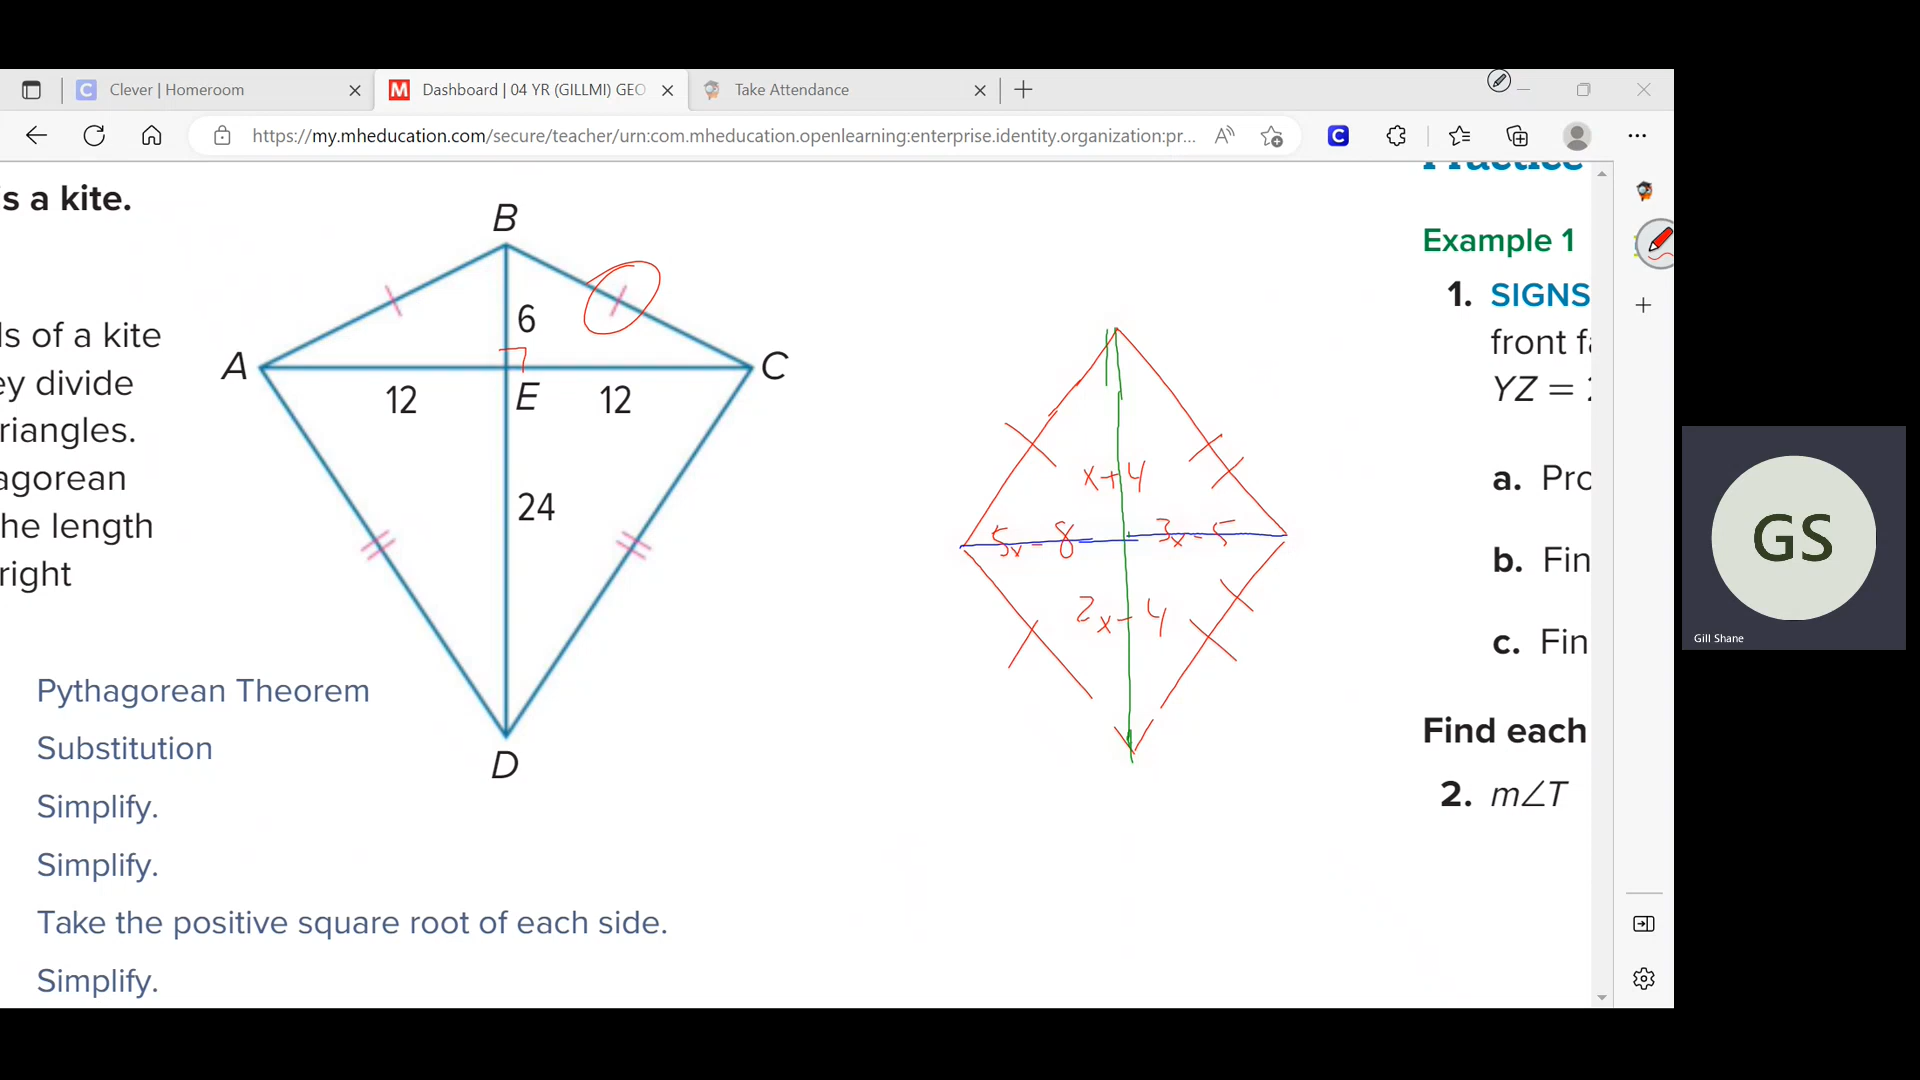 Clever | Homeroom
Dashboard | 04 YR (GILLMI) GEO
Take Attendance
https://my.mheducation.com/secure/teacher/urn:com.mheducation.openlearning:enterprise.identity.organization:pr...
Practice
s a kite.
B
Example 1
1. SIGNS
6
ls of a kite
front f
A
C
ey divide
YZ =
12
E
12
riangles.
x+4
agorean
a. Pro
24
he length
5x-8
3x-5
GS
b. Fin
right
2x-4
c. Fin
Gill Shane
Pythagorean Theorem
Find each
Substitution
D
2. m∠T
Simplify.
Simplify.
Take the positive square root of each side.
Simplify.